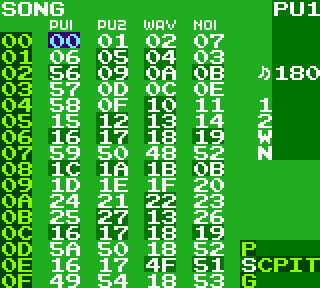 SONG PU1
PU1 PU2 WAV NOI
00 00 01 02 07
01 06 05 04 03
02 56 09 0A 0B ♪180
03 57 0D 0C 0E
04 58 0F 10 11 1
05 15 12 13 14 2
06 16 17 18 19 W
07 59 50 48 52 N
08 1C 1A 1B 0B
09 1D 1E 1F 20
0A 24 21 22 23
0B 25 27 13 26
0C 16 17 18 19
0D 5A 50 18 52 P
0E 16 17 4F 51 SCPIT
0F 49 54 18 53 G